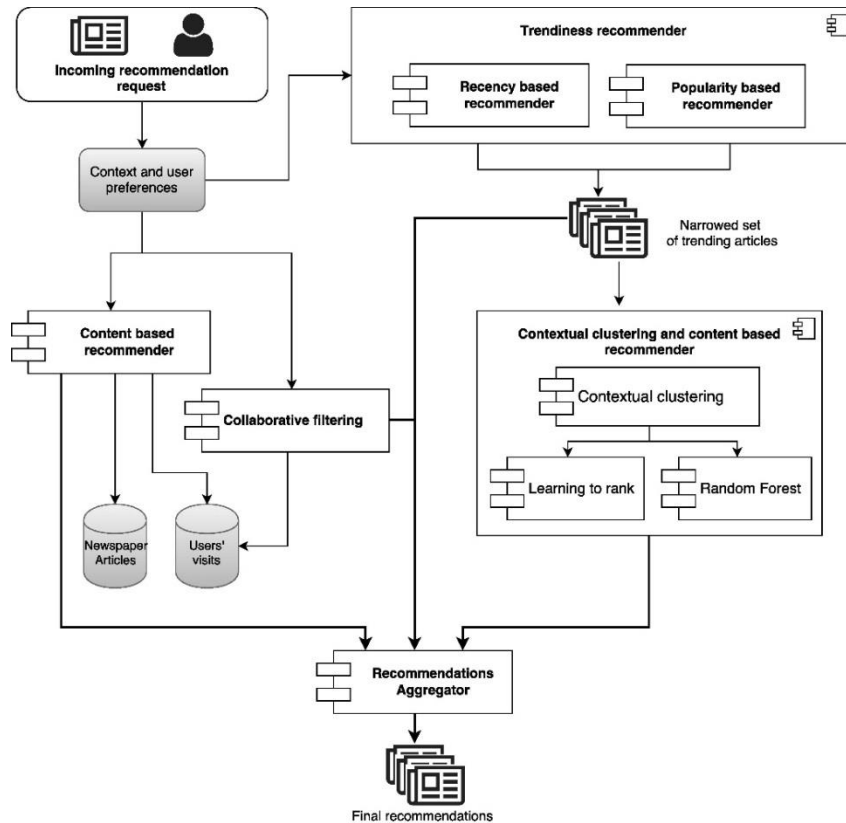 Incoming recommendation
request
Trendiness recommender
Recency based
recommender
Popularity based
recommender
Context and user
preferences
Narrowed set
of trending articles
Content based
recommender
Contextual clustering and content based
recommender
Contextual clustering
Collaborative filtering
Learning to rank
Random Forest
Newspaper
Articles
Users'
visits
Recommendations
Aggregator
Final recommendations